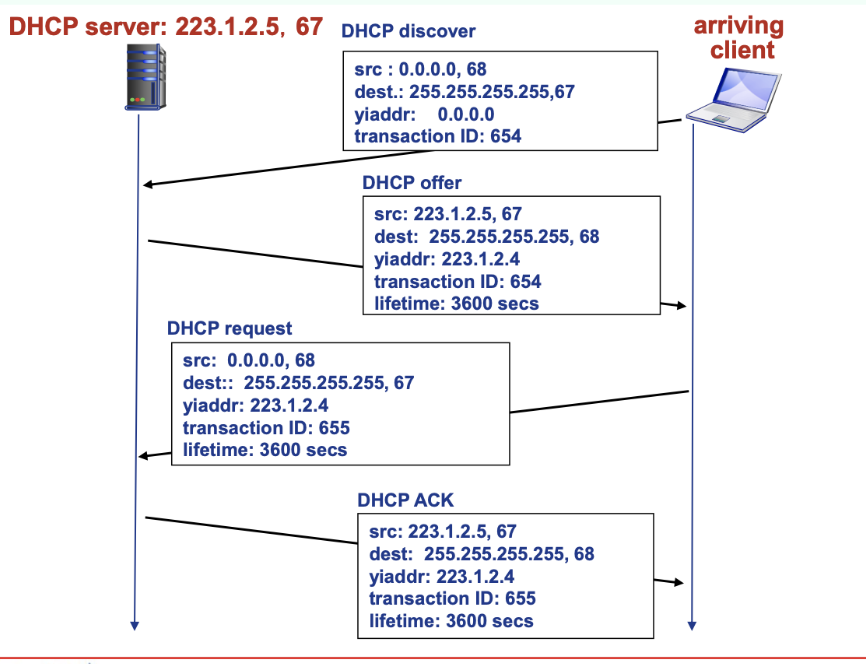 DHCP server: 223.1.2.5, 67
DHCP discover
arriving
client
src : 0.0.0.0, 68
dest.: 255.255.255.255,67
yiaddr: 0.0.0.0
transaction ID: 654
DHCP offer
src: 223.1.2.5, 67
dest: 255.255.255.255, 68
yiaddr: 223.1.2.4
transaction ID: 654
lifetime: 3600 secs
DHCP request
src: 0.0.0.0, 68
dest:: 255.255.255.255, 67
yiaddr: 223.1.2.4
transaction ID: 655
lifetime: 3600 secs
DHCP ACK
src: 223.1.2.5, 67
dest: 255.255.255.255, 68
yiaddr: 223.1.2.4
transaction ID: 655
lifetime: 3600 secs